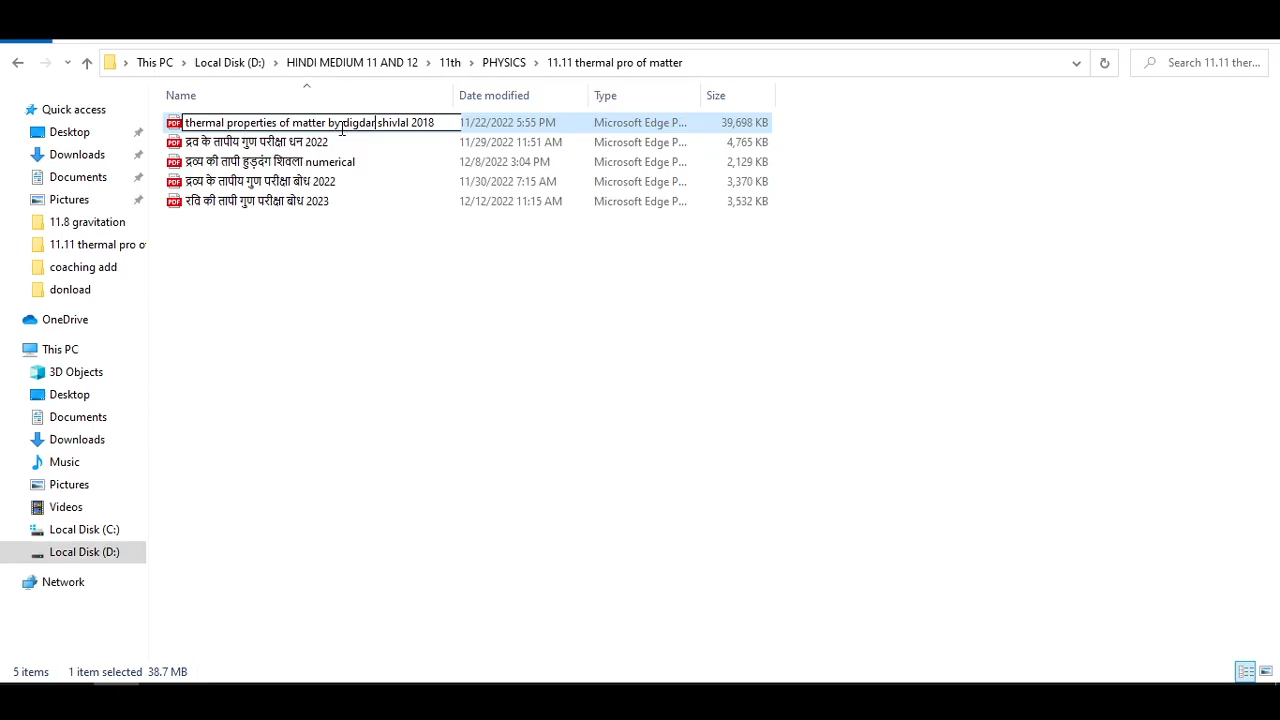 This PC > Local Disk (D:) > HINDI MEDIUM 11 AND 12 > 11th > PHYSICS > 11.11 thermal pro of matter
Search 11.11 ther...
Name Date modified Type Size
thermal properties of matter by digdar shivlal 2018 11/22/2022 5:55 PM Microsoft Edge P... 39,698 KB
द्रव के तापीय गुण परीक्षा धन 2022 11/29/2022 11:51 AM Microsoft Edge P... 4,765 KB
द्रव्य की तापी हुड़दंग शिवला numerical 12/8/2022 3:04 PM Microsoft Edge P... 2,129 KB
द्रव्य के तापीय गुण परीक्षा बोध 2022 11/30/2022 7:15 AM Microsoft Edge P... 3,370 KB
रवि की तापी गुण परीक्षा बोध 2023 12/12/2022 11:15 AM Microsoft Edge P... 3,532 KB
Quick access
Desktop
Downloads
Documents
Pictures
11.8 gravitation
11.11 thermal pro of
coaching add
donload
OneDrive
This PC
3D Objects
Desktop
Documents
Downloads
Music
Pictures
Videos
Local Disk (C:)
Local Disk (D:)
Network
5 items 1 item selected 38.7 MB